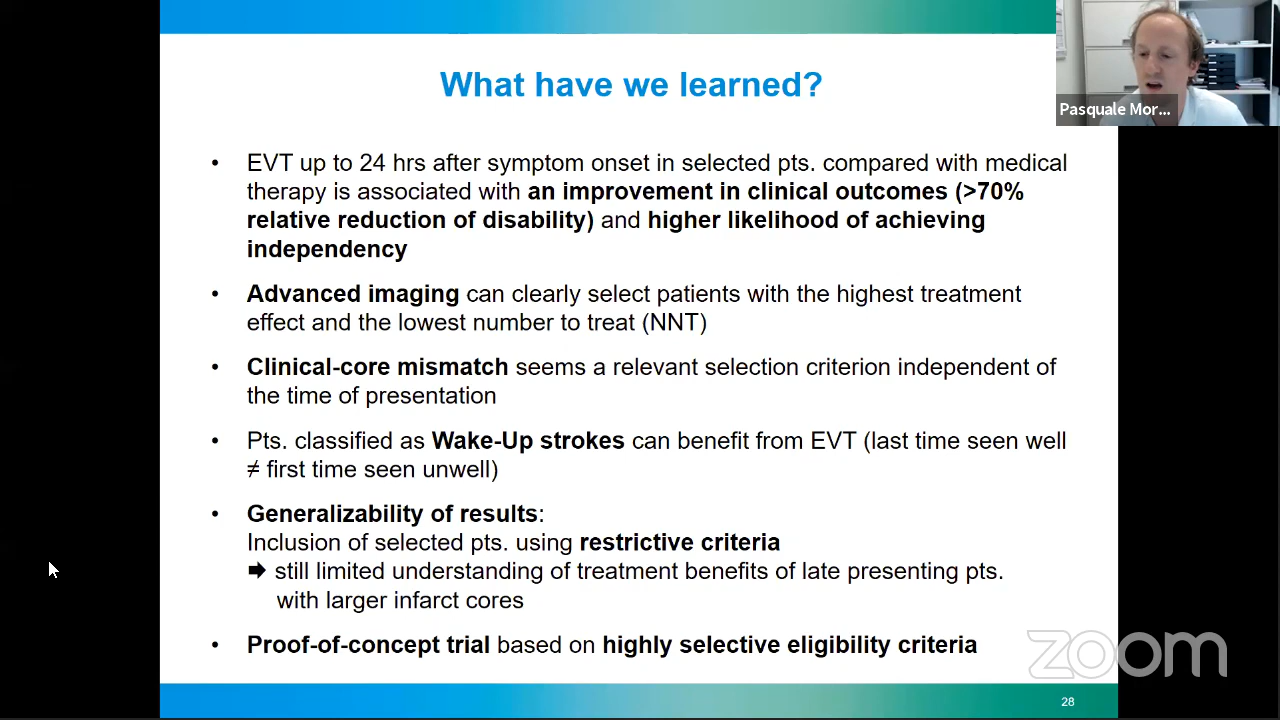 What have we learned?
Pasquale Mor...
• EVT up to 24 hrs after symptom onset in selected pts. compared with medical
therapy is associated with an improvement in clinical outcomes (>70%
relative reduction of disability) and higher likelihood of achieving
independency
• Advanced imaging can clearly select patients with the highest treatment
effect and the lowest number to treat (NNT)
• Clinical-core mismatch seems a relevant selection criterion independent of
the time of presentation
• Pts. classified as Wake-Up strokes can benefit from EVT (last time seen well
≠ first time seen unwell)
• Generalizability of results:
Inclusion of selected pts. using restrictive criteria
➡ still limited understanding of treatment benefits of late presenting pts.
with larger infarct cores
• Proof-of-concept trial based on highly selective eligibility criteria
zoom
28